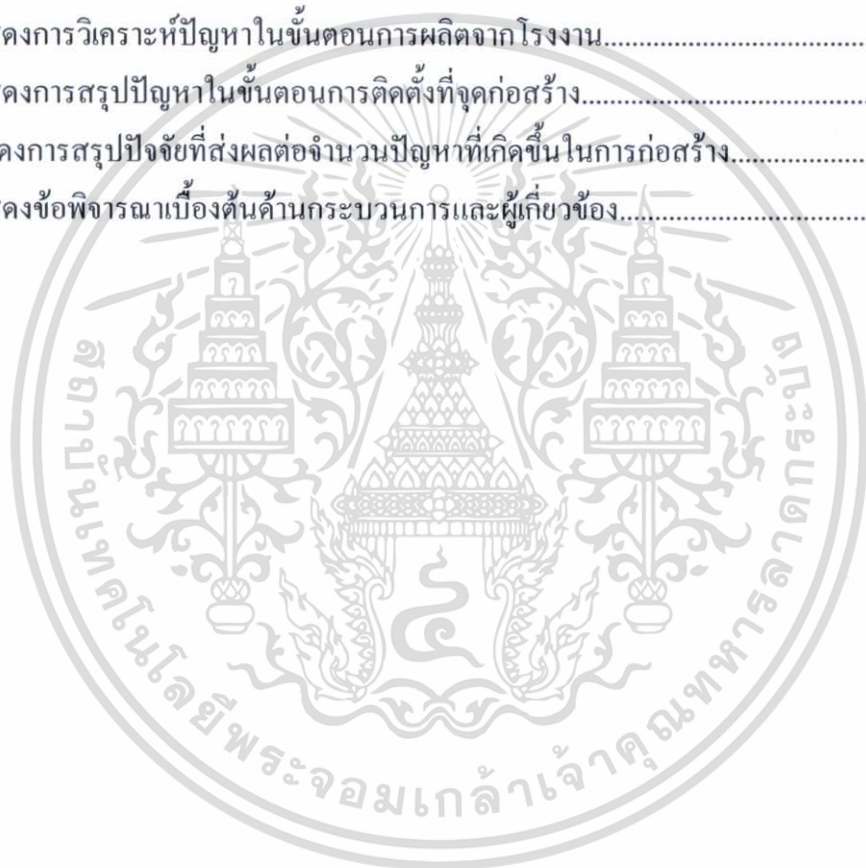 ดงการวิเคราะห์ปัญหาในขั้นตอนการผลิตจากโรงงาน
ดงการสรุปปัญหาในขั้นตอนการติดตั้งที่จุดก่อสร้าง
ดงการสรุปปัจจัยที่ส่งผลต่อจำนวนปัญหาที่เกิดขึ้นในการก่อสร้าง
ดงข้อพิจารณาเบื้องต้นด้านกระบวนการและผู้เกี่ยวข้อง
สถาบันเทคโนโลยีพระจอมเกล้าเจ้าคุณทหารลาดกระบัง